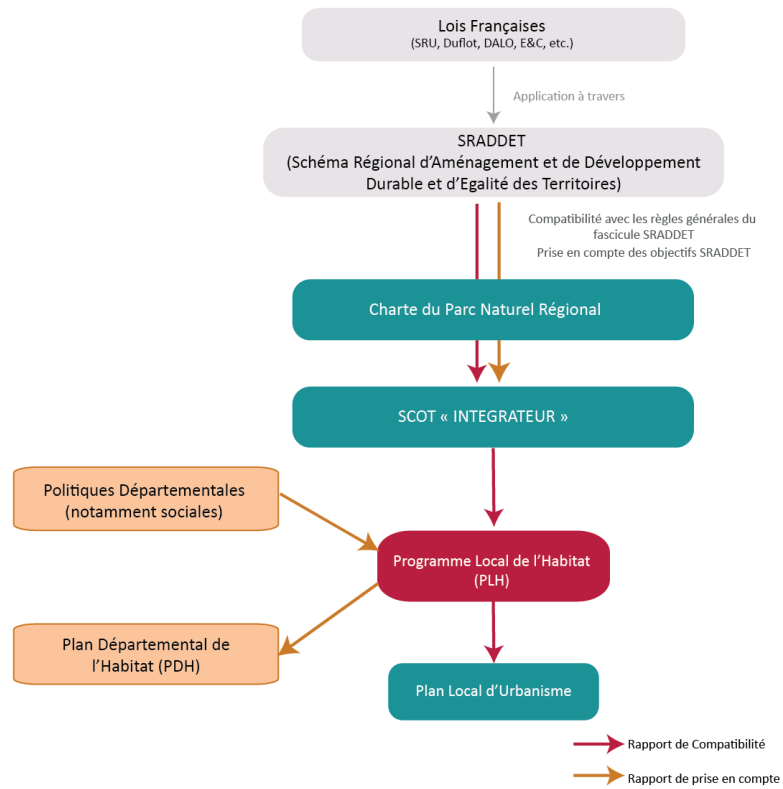 Lois Françaises
(SRU, Duflot, DALO, E&C, etc.)
Application à travers
SRADDET
(Schéma Régional d'Aménagement et de Développement
Durable et d'Egalité des Territoires)
Compatibilité avec les règles générales du
fascicule SRADDET
Prise en compte des objectifs SRADDET
Charte du Parc Naturel Régional
SCOT « INTEGRATEUR »
Politiques Départementales
(notamment sociales)
Programme Local de l'Habitat
(PLH)
Plan Départemental de
l'Habitat (PDH)
Plan Local d'Urbanisme
Rapport de Compatibilité
Rapport de prise en compte